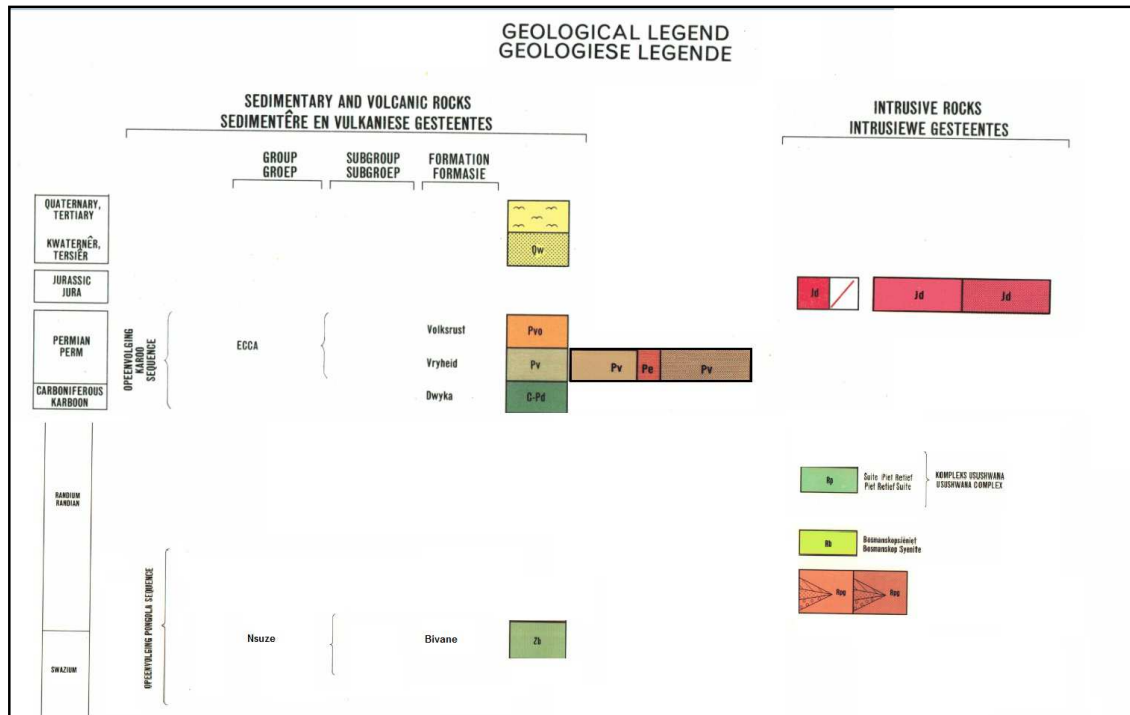 GEOLOGICAL LEGEND
GEOLOGIESE LEGENDE
SEDIMENTARY AND VOLCANIC ROCKS
SEDIMENTÊRE EN VULKANIESE GESTEENTES
INTRUSIVE ROCKS
INTRUSIEWE GESTEENTES
GROUP
GROEP
SUBGROUP
SUBGROEP
FORMATION
FORMASIE
QUATERNARY,
TERTIARY
KWATERNÊR,
TERSIÊR
Qw
JURASSIC
JURA
Jd
Jd
Jd
PERMIAN
PERM
CARBONIFEROUS
KARBOON
OPEENVOLGING
KAROO
SEQUENCE
ECCA
Volksrust
Pvo
Vryheid
Pv
Pv
Pe
Pv
Dwyka
C-Pd
RANDIUM
RANDIAN
Rp
Suite Piet Retief
Piet Retief Suite
KOMPLEKS USUSHWANA
USUSHWANA COMPLEX
Rb
Bosmanskopsiëniet
Bosmanskop Syenite
Rpg
Rpg
OPEENVOLGING PONGOLA SEQUENCE
Nsuze
Bivane
Zb
SWAZIUM